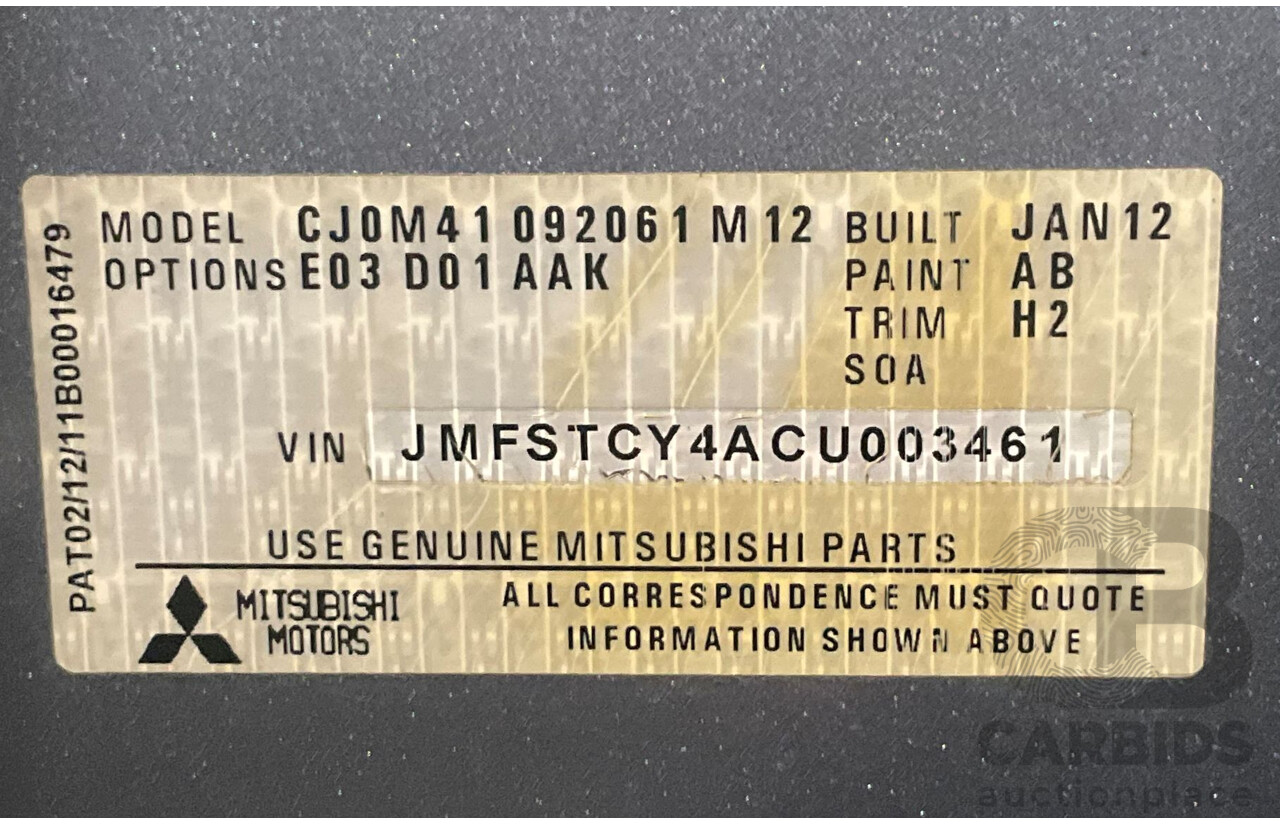 MODEL CJ0M41 092061 M12 BUILT JAN12
OPTIONS E03 D01 AAK PAINT AB
TRIM H2
SOA
VIN JMFSTCY4ACU003461
USE GENUINE MITSUBISHI PARTS
MITSUBISHI
MOTORS
ALL CORRESPONDENCE MUST QUOTE
INFORMATION SHOWN ABOVE
PAT02/12/11B00016479
CARBIDS
auctionplace